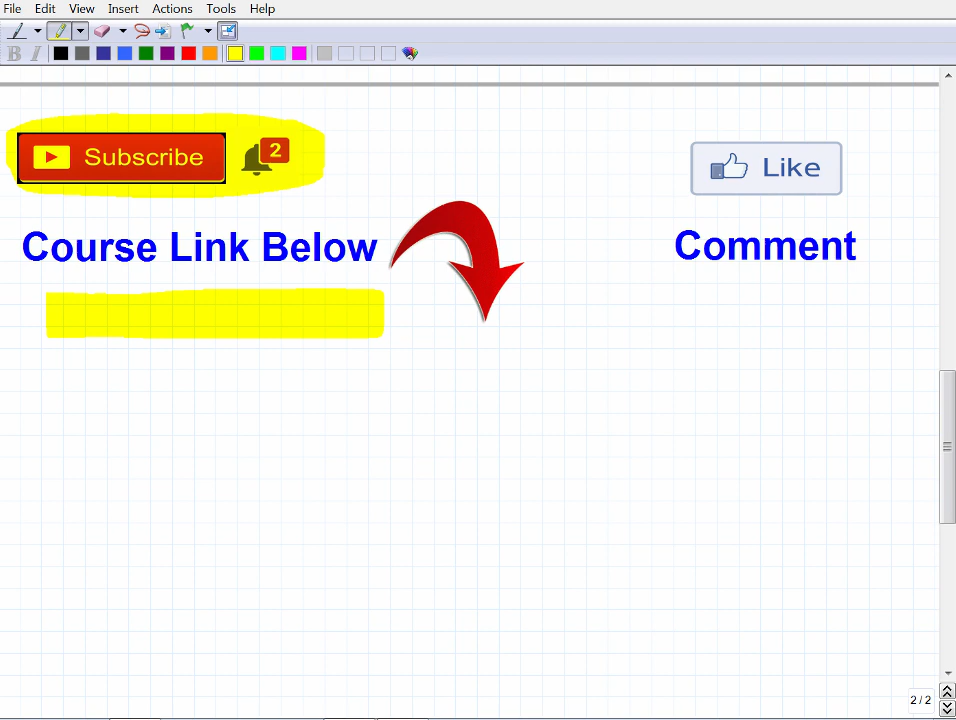 File Edit View Insert Actions Tools Help
B I
Subscribe 2
Like
Course Link Below
Comment
2 / 2